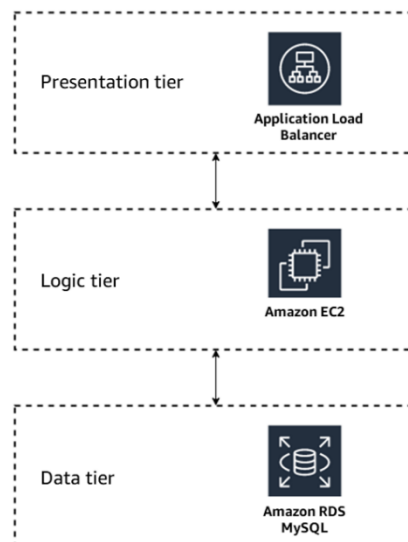 Presentation tier
Application Load
Balancer
Logic tier
Amazon EC2
Data tier
Amazon RDS
MySQL